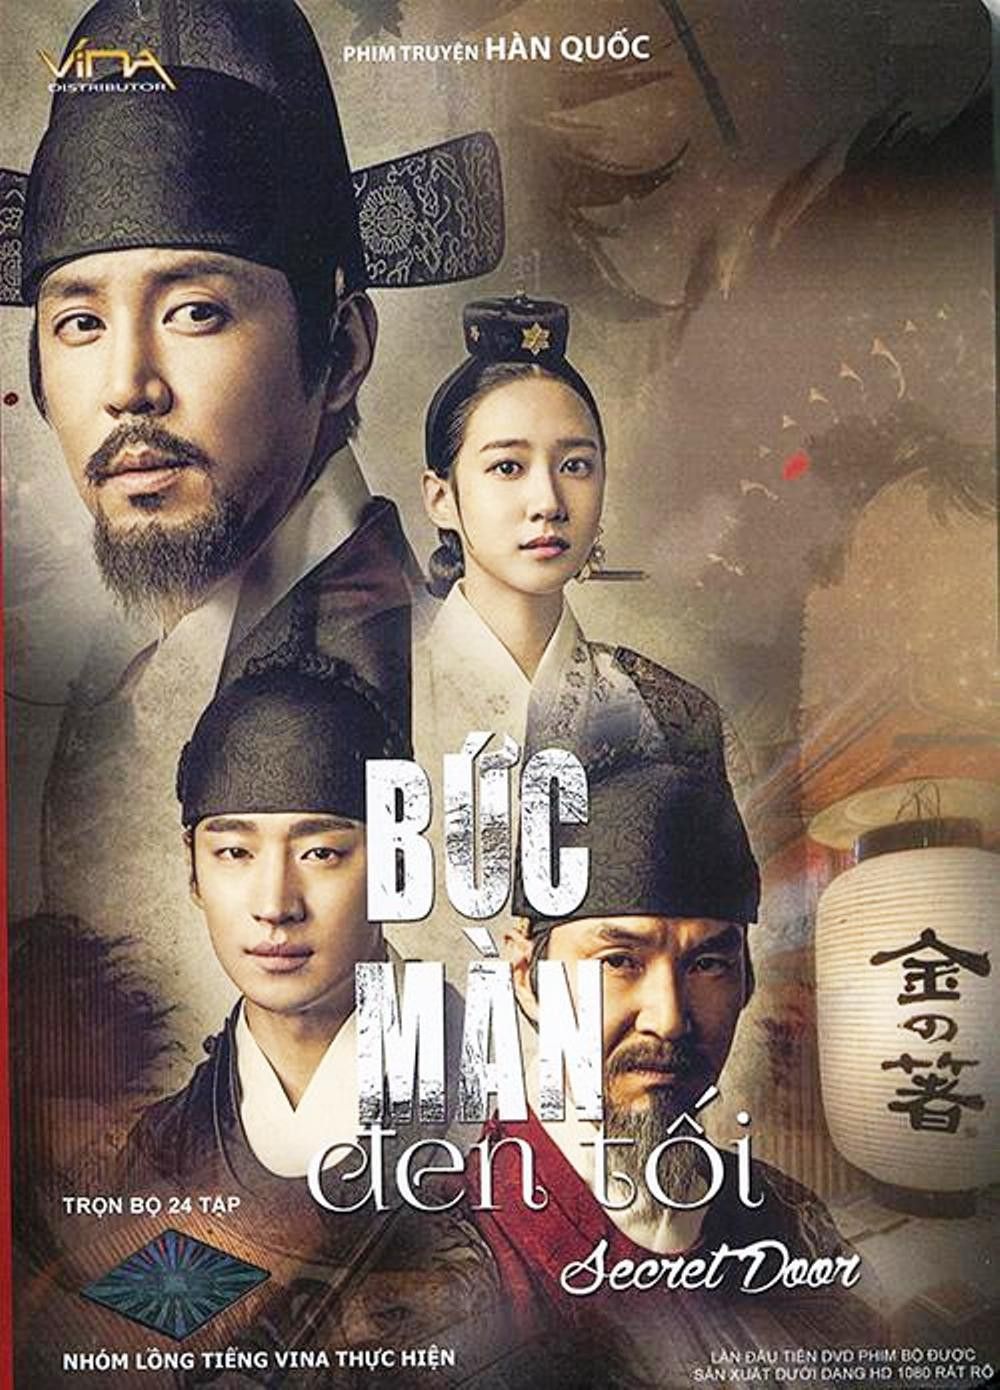 VINA
DISTRIBUTOR
PHIM TRUYỆN HÀN QUỐC
BỨC
MÀN
đen tối
Secret Door
金の箸
TRỌN BỘ 24 TẬP
NHÓM LỒNG TIẾNG VINA THỰC HIỆN
LẦN ĐẦU TIÊN DVD PHIM BỘ ĐƯỢC
SẢN XUẤT DƯỚI DẠNG HD 1080 RẤT RÕ